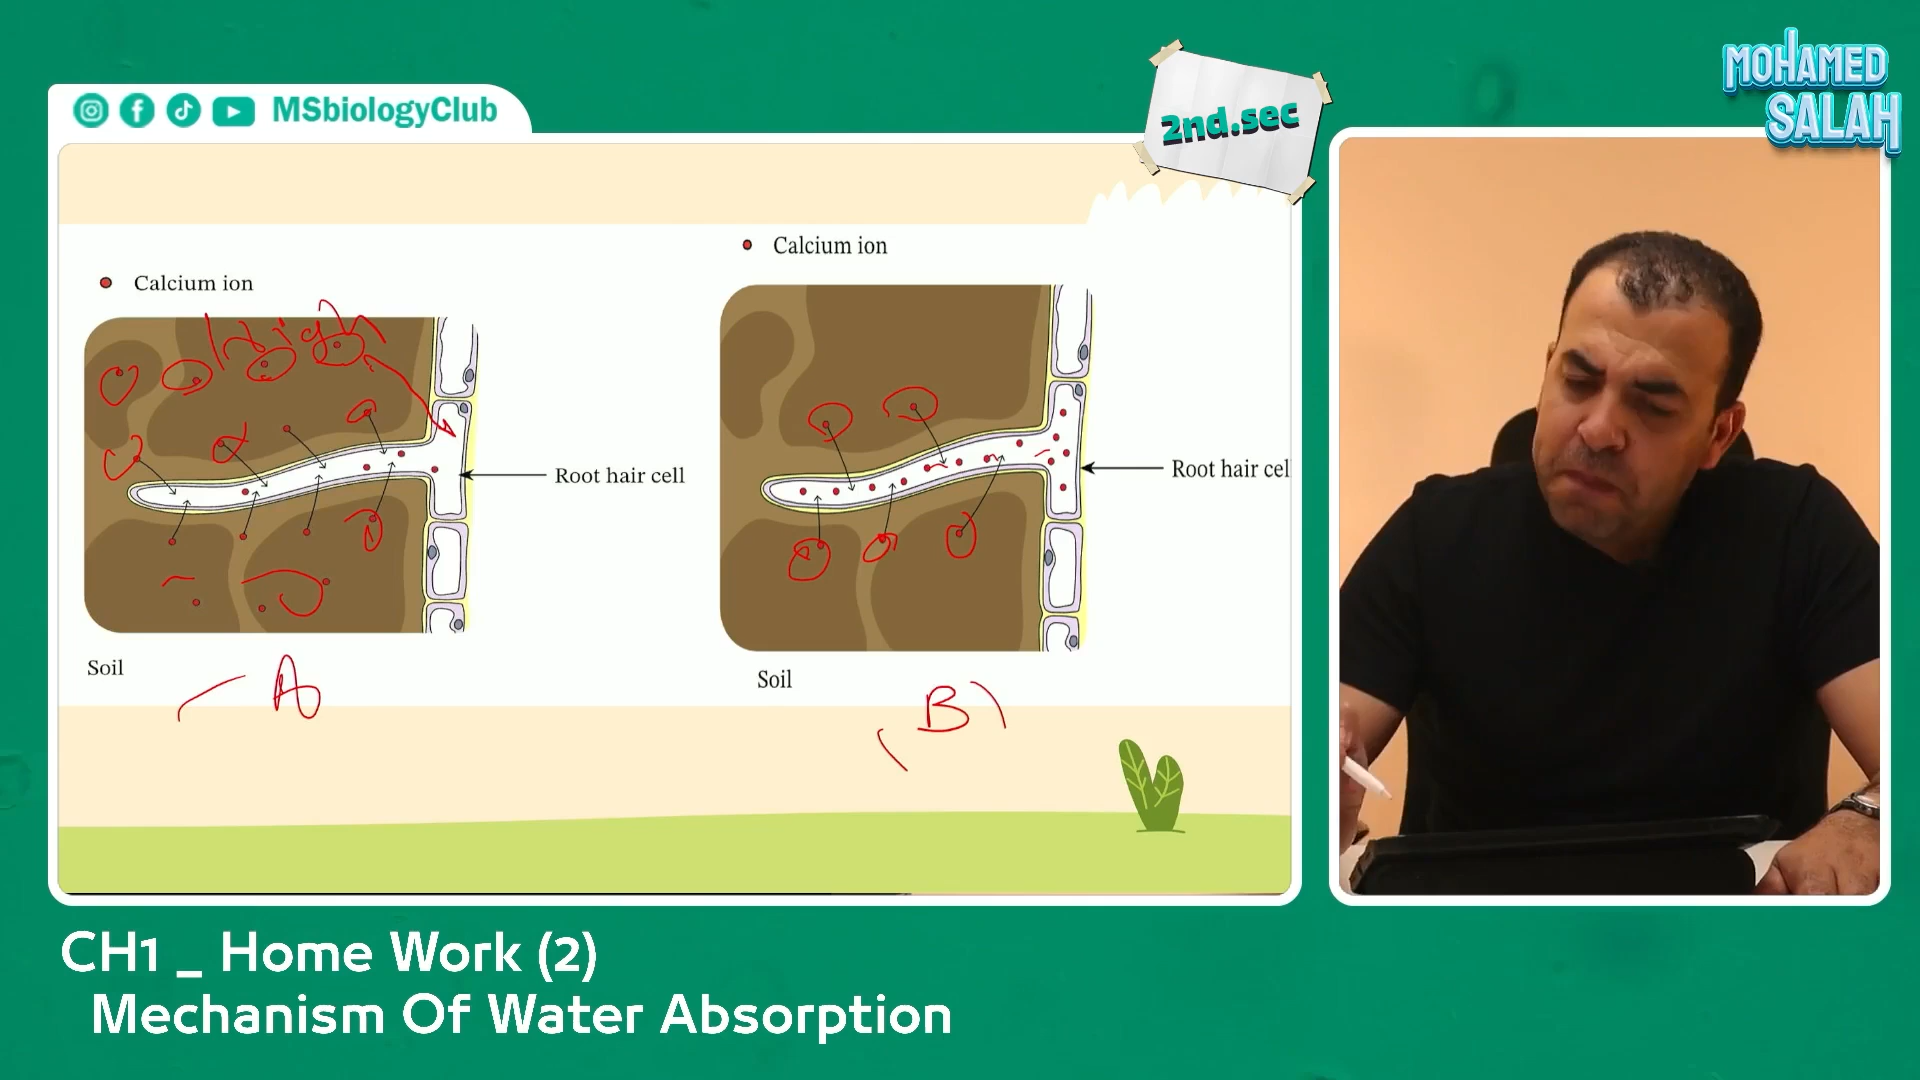 MOHAMED
SALAH
MSbiologyClub
2nd.sec
Calcium ion
Calcium ion
high
Root hair cell
Root hair cel
Soil
Soil
A
(B)
CH1 _ Home Work (2)
Mechanism Of Water Absorption